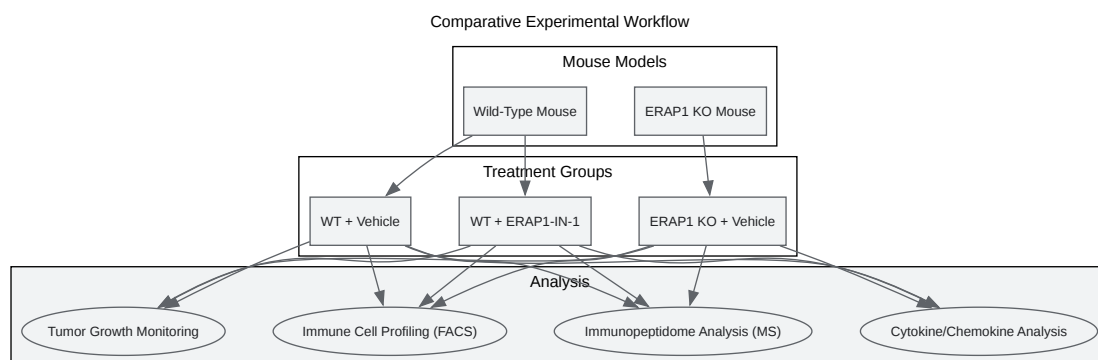 Comparative Experimental Workflow
Mouse Models
Wild-Type Mouse
ERAP1 KO Mouse
Treatment Groups
WT + Vehicle
WT + ERAP1-IN-1
ERAP1 KO + Vehicle
Analysis
Tumor Growth Monitoring
Immune Cell Profiling (FACS)
Immunopeptidome Analysis (MS)
Cytokine/Chemokine Analysis